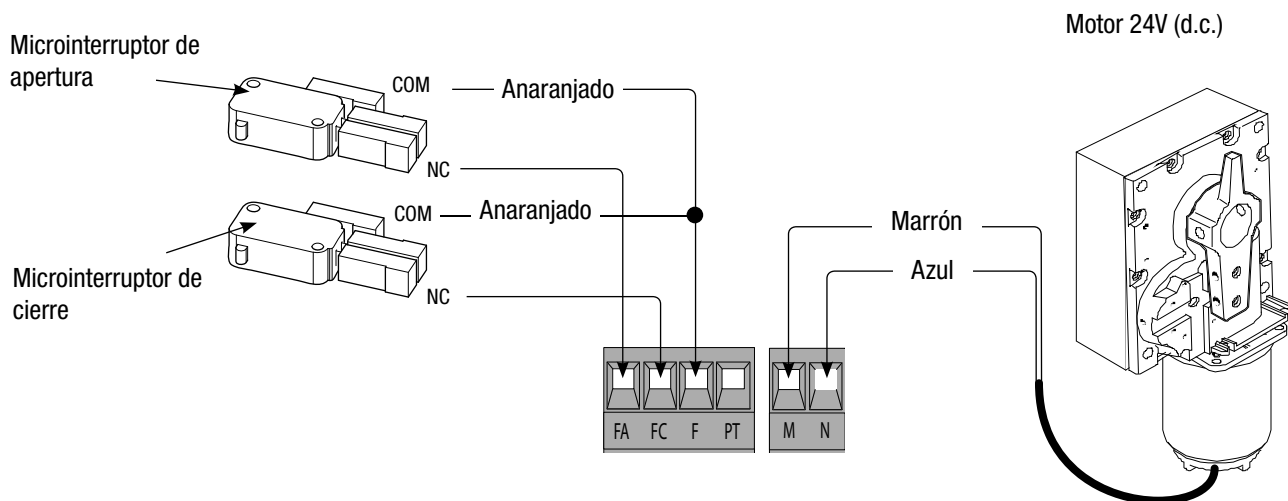 Motor 24V (d.c.)
Microinterruptor de
apertura
COM
Anaranjado
NC
COM
Anaranjado
Microinterruptor de
cierre
NC
Marrón
Azul
FA FC F PT
M N